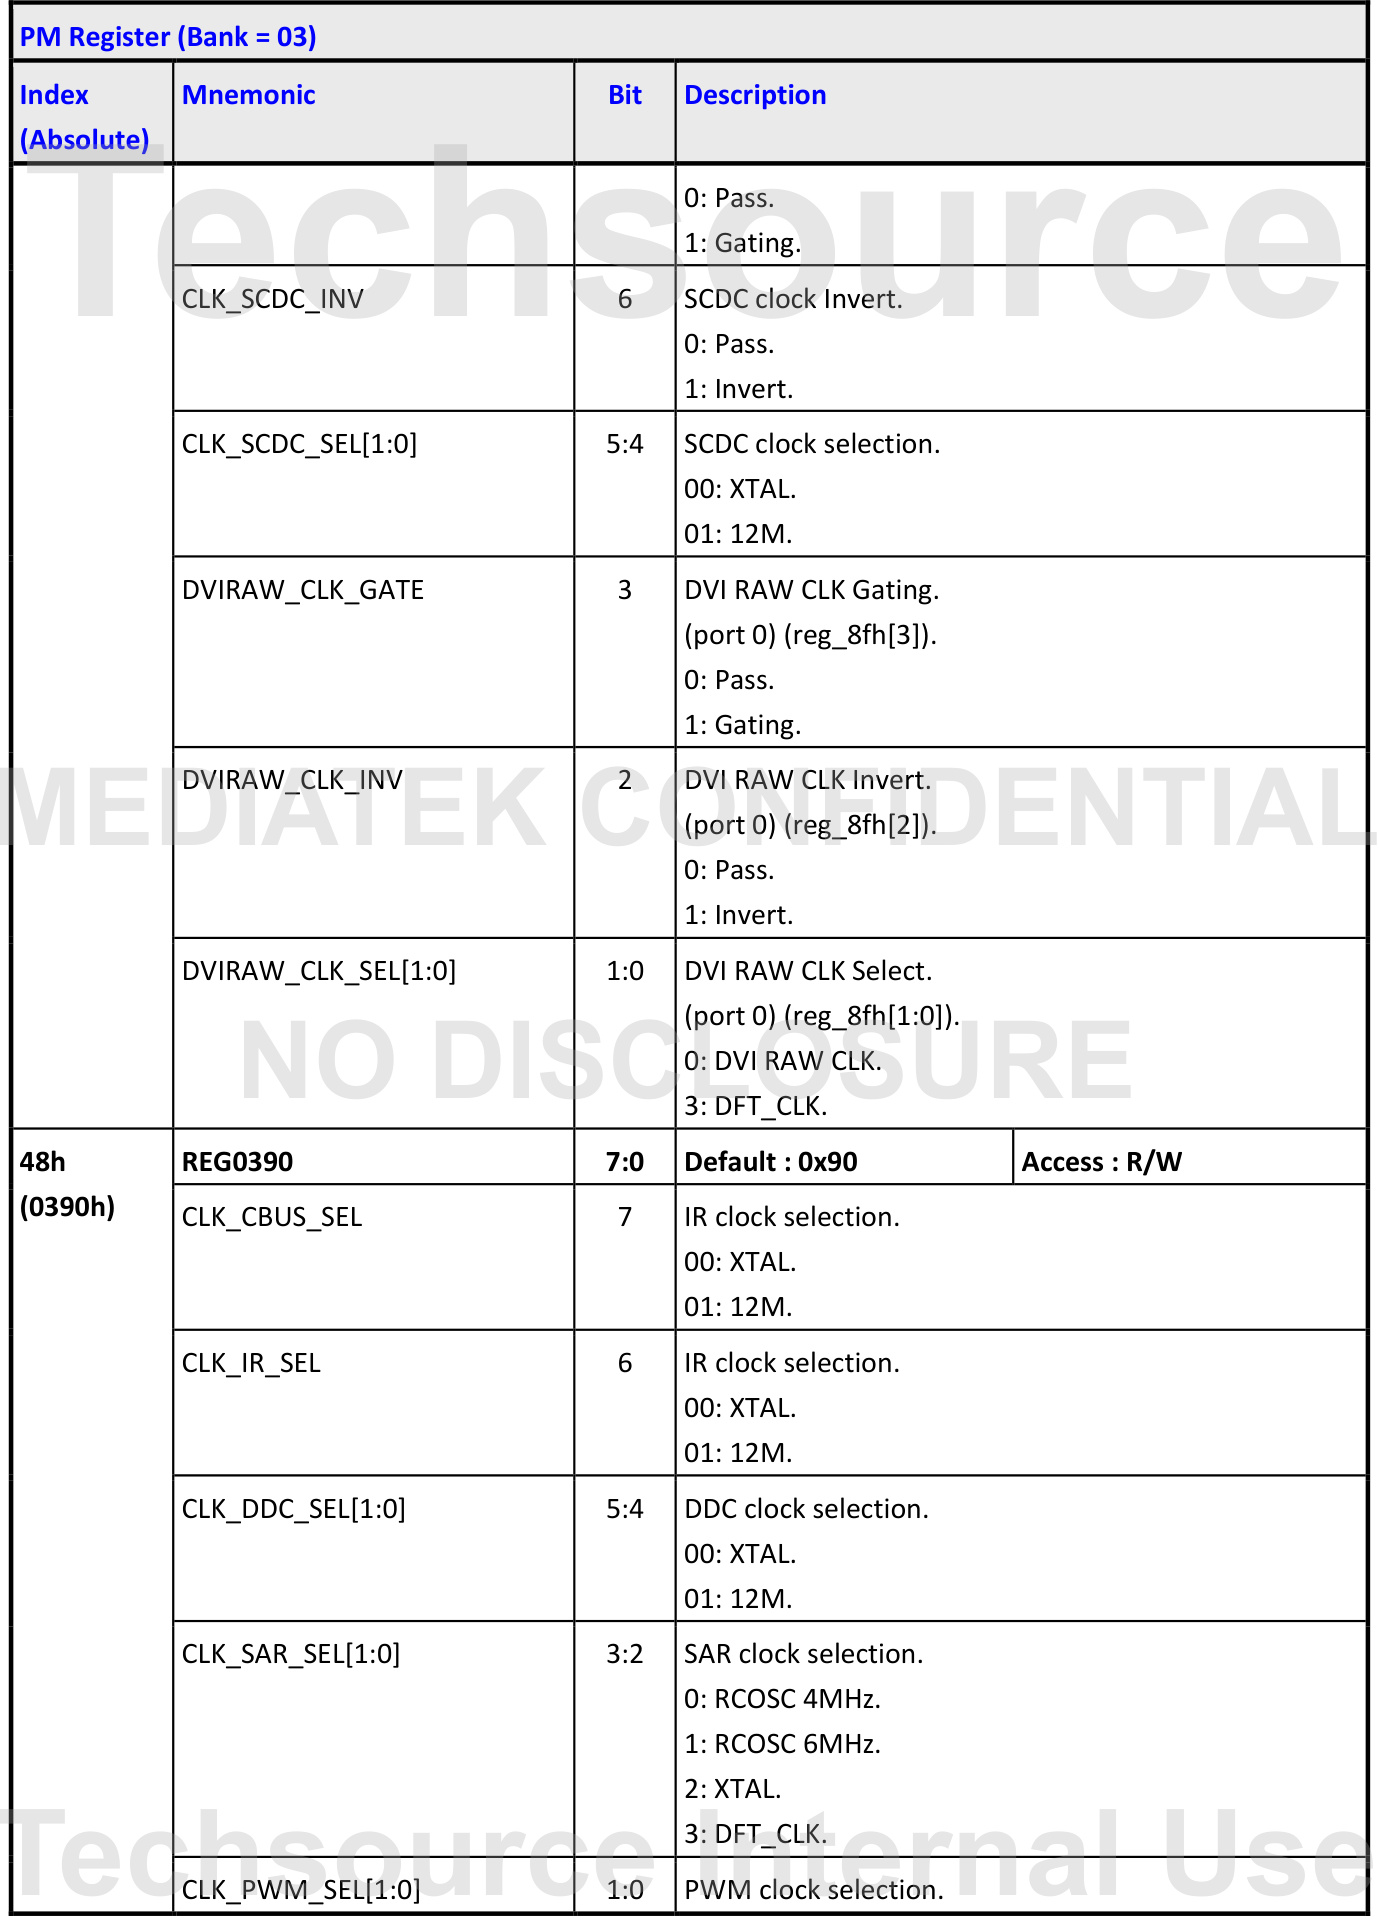 PM Register (Bank = 03)
Index (Absolute) Mnemonic Bit Description
0: Pass.
1: Gating.
CLK_SCDC_INV 6 SCDC clock Invert.
0: Pass.
1: Invert.
CLK_SCDC_SEL[1:0] 5:4 SCDC clock selection.
00: XTAL.
01: 12M.
DVIRAW_CLK_GATE 3 DVI RAW CLK Gating.
(port 0) (reg_8fh[3]).
0: Pass.
1: Gating.
DVIRAW_CLK_INV 2 DVI RAW CLK Invert.
(port 0) (reg_8fh[2]).
0: Pass.
1: Invert.
DVIRAW_CLK_SEL[1:0] 1:0 DVI RAW CLK Select.
(port 0) (reg_8fh[1:0]).
0: DVI RAW CLK.
3: DFT_CLK.
48h REG0390 7:0 Default : 0x90 Access : R/W
(0390h) CLK_CBUS_SEL 7 IR clock selection.
00: XTAL.
01: 12M.
CLK_IR_SEL 6 IR clock selection.
00: XTAL.
01: 12M.
CLK_DDC_SEL[1:0] 5:4 DDC clock selection.
00: XTAL.
01: 12M.
CLK_SAR_SEL[1:0] 3:2 SAR clock selection.
0: RCOSC 4MHz.
1: RCOSC 6MHz.
2: XTAL.
3: DFT_CLK.
CLK_PWM_SEL[1:0] 1:0 PWM clock selection.
Techsource
MEDIATEK CONFIDENTIAL
NO DISCLOSURE
Techsource Internal Use